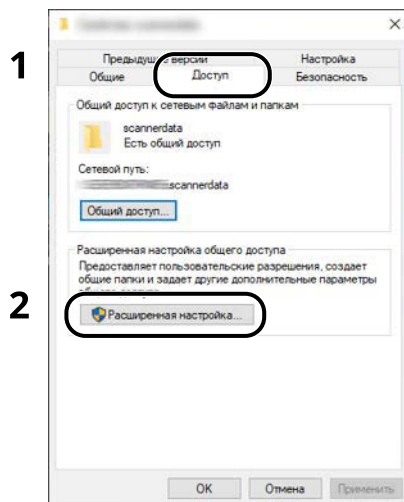 1
Предыдущие версии
Настройка
Общие
Доступ
Безопасность
Общий доступ к сетевым файлам и папкам
scannerdata
Есть общий доступ
Сетевой путь:
scannerdata
Общий доступ...
Расширенная настройка общего доступа
Предоставляет пользовательские разрешения, создает
общие папки и задает другие дополнительные параметры
2
Расширенная настройка...
OK
Отмена
Применить